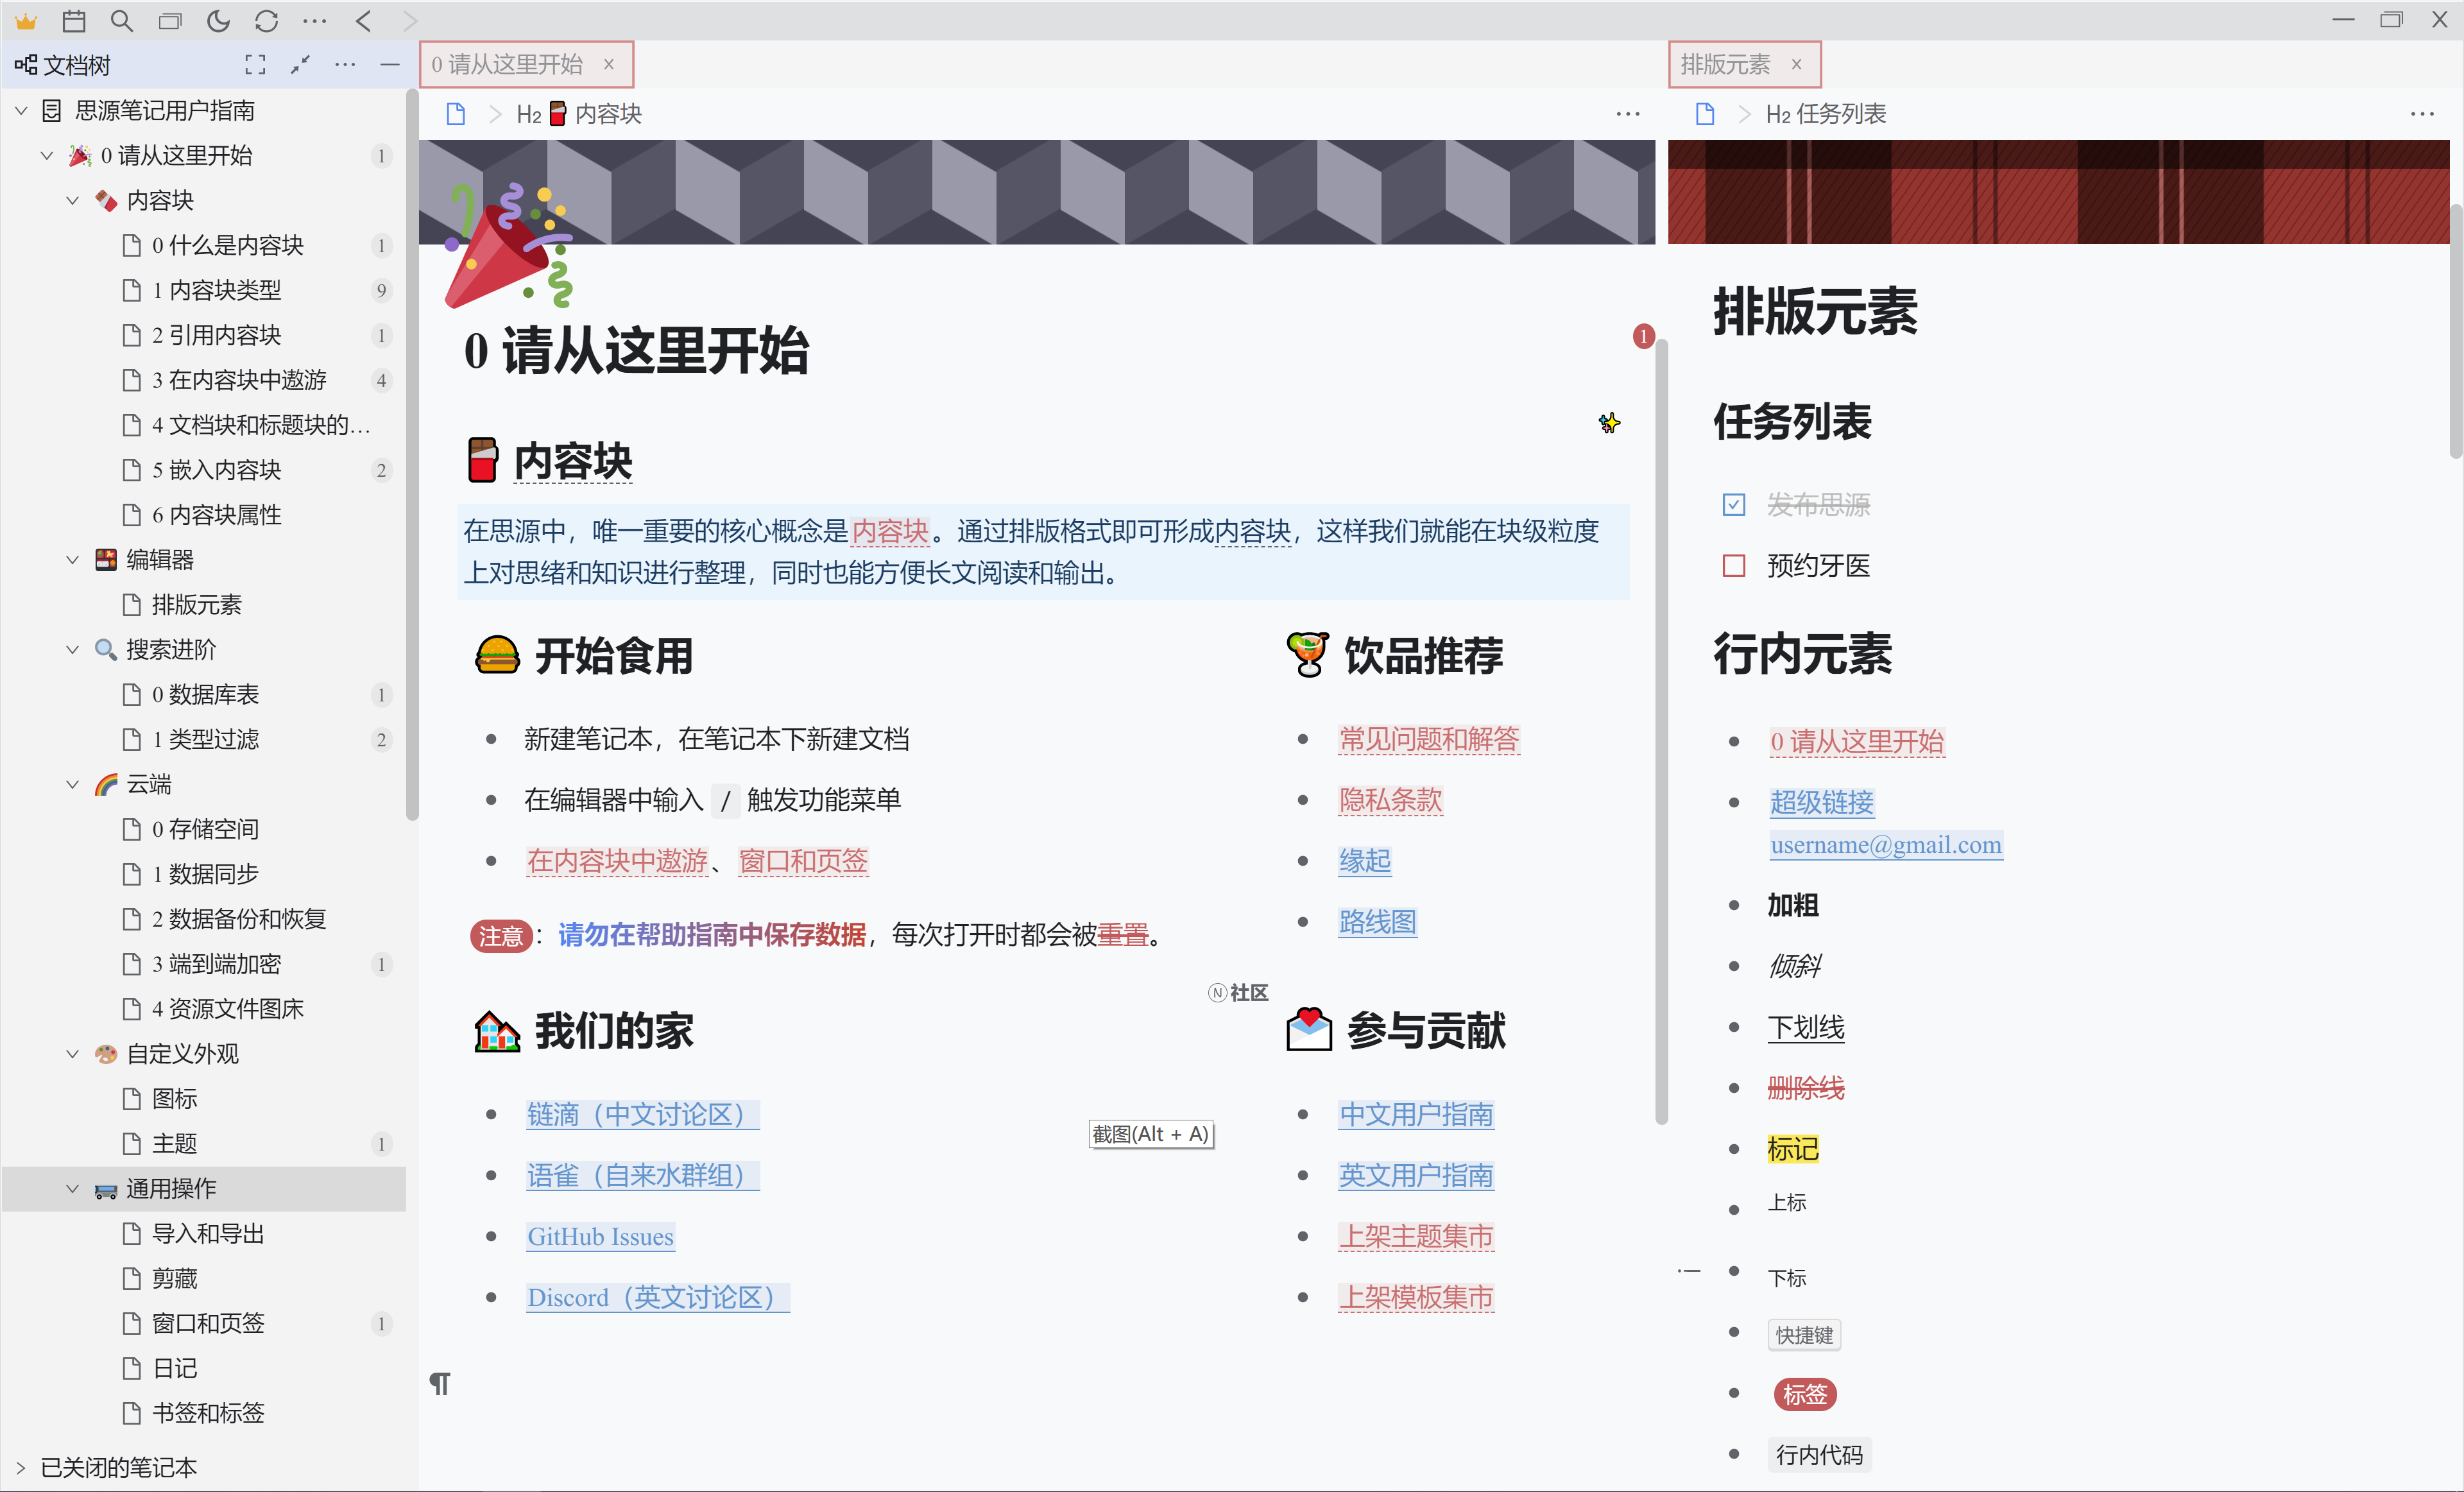 文档树
思源笔记用户指南
0 请从这里开始 1
内容块
0 什么是内容块 1
1 内容块类型 9
2 引用内容块 1
3 在内容块中遨游 4
4 文档块和标题块的...
5 嵌入内容块 2
6 内容块属性
编辑器
排版元素
搜索进阶
0 数据库表 1
1 类型过滤 2
云端
0 存储空间
1 数据同步
2 数据备份和恢复
3 端到端加密 1
4 资源文件图床
自定义外观
图标
主题 1
通用操作
导入和导出
剪藏
窗口和页签 1
日记
书签和标签
已关闭的笔记本
0 请从这里开始 ×
H2 内容块
0 请从这里开始
1
内容块
在思源中，唯一重要的核心概念是内容块。通过排版格式即可形成内容块，这样我们就能在块级粒度
上对思绪和知识进行整理，同时也能方便长文阅读和输出。
开始食用
新建笔记本，在笔记本下新建文档
在编辑器中输入 / 触发功能菜单
在内容块中遨游、窗口和页签
注意：请勿在帮助指南中保存数据，每次打开时都会被重置。
饮品推荐
常见问题和解答
隐私条款
缘起
路线图
N 社区
我们的家
链滴（中文讨论区）
语雀（自来水群组）
GitHub Issues
Discord（英文讨论区）
截图(Alt + A)
参与贡献
中文用户指南
英文用户指南
上架主题集市
上架模板集市
¶
排版元素 ×
H2 任务列表
排版元素
任务列表
发布思源
预约牙医
行内元素
0 请从这里开始
超级链接
username@gmail.com
加粗
倾斜
下划线
删除线
标记
上标
下标
快捷键
标签
行内代码